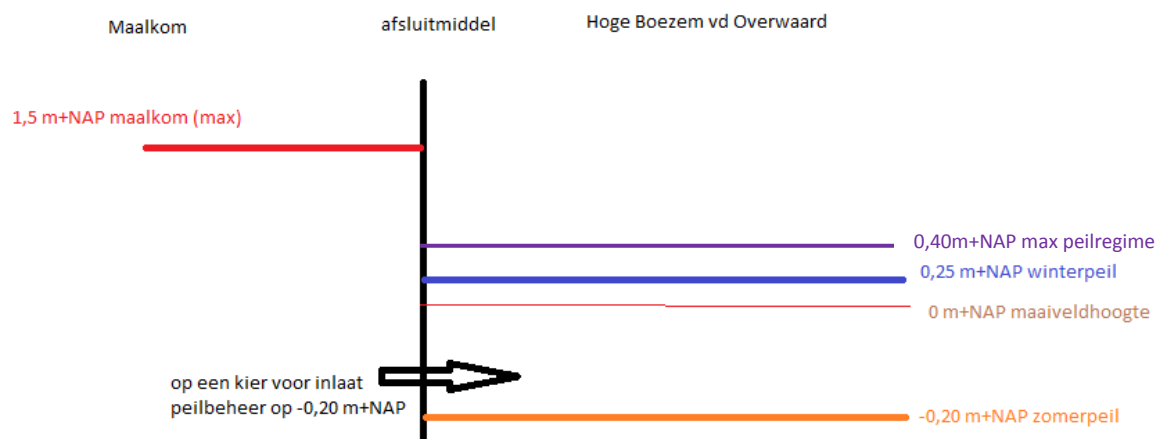 Maalkom
afsluitmiddel
Hoge Boezem vd Overwaard
1,5 m+NAP maalkom (max)
0,40m+NAP max peilregime
0,25 m+NAP winterpeil
0 m+NAP maaiveldhoogte
op een kier voor inlaat
peilbeheer op -0,20 m+NAP
-0,20 m+NAP zomerpeil